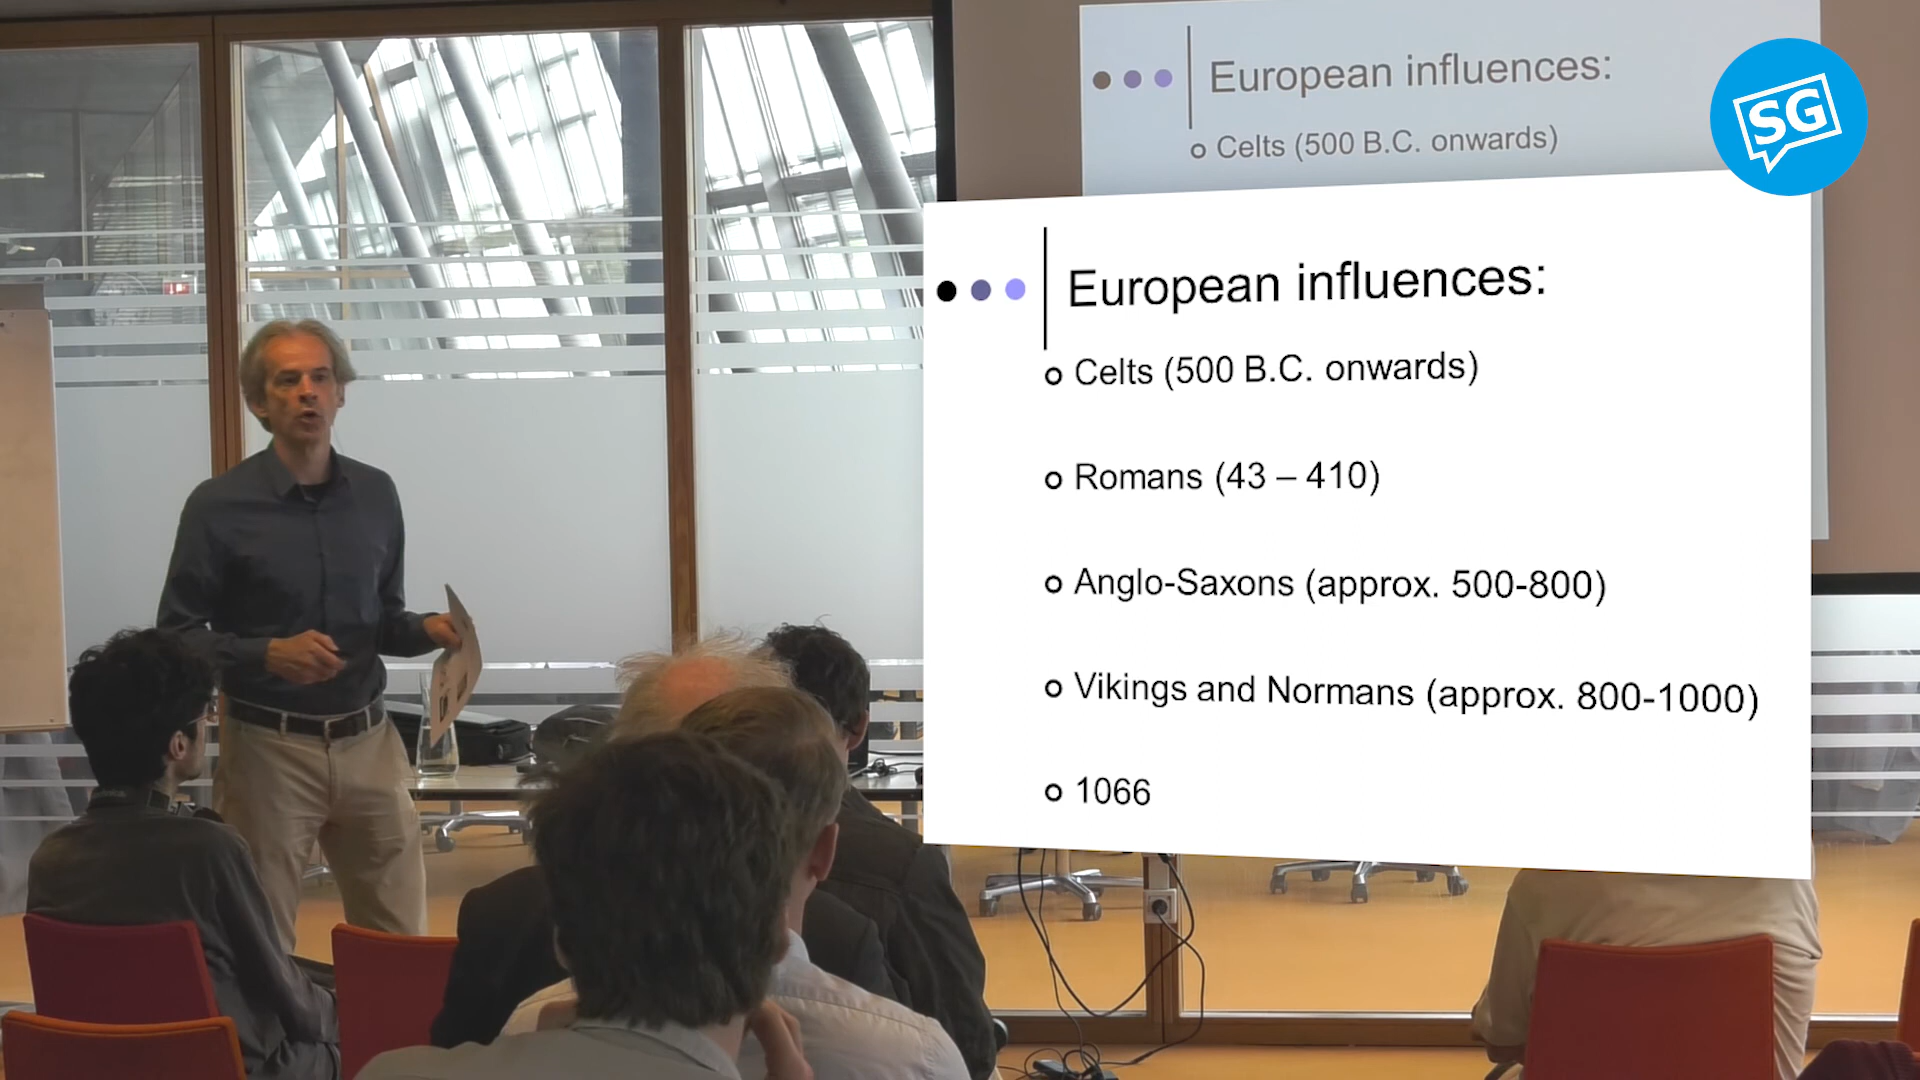 European influences:
Celts (500 B.C. onwards)
SG
European influences:
Celts (500 B.C. onwards)
Romans (43 – 410)
Anglo-Saxons (approx. 500-800)
Vikings and Normans (approx. 800-1000)
1066